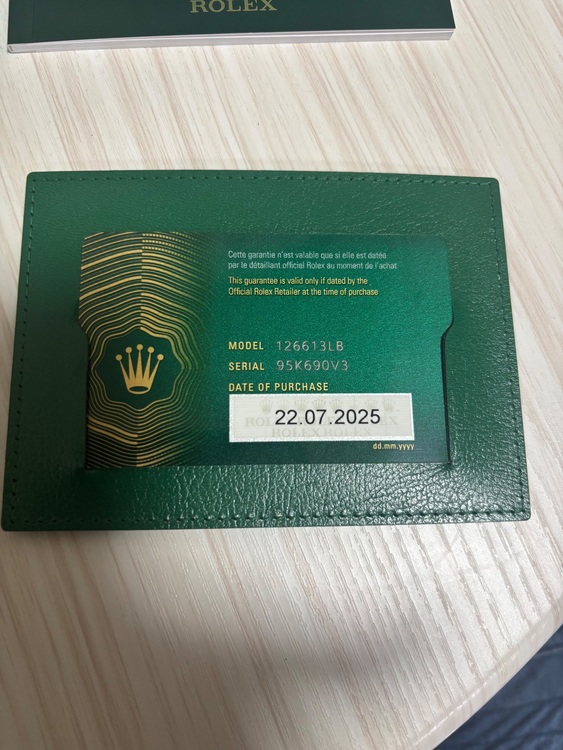 ROLEX
Cette garantie n'est valable que si elle est datée
par le détaillant officiel Rolex au moment de l'achat
This guarantee is valid only if dated by the
Official Rolex Retailer at the time of purchase
MODEL 126613LB
SERIAL 95K690V3
DATE OF PURCHASE
22.07.2025
ROLEX ROLEX
dd.mm.yyyy